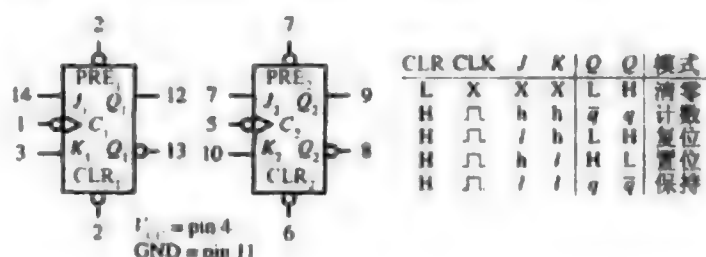 2 7
PRE₁ PRE₂
14 J₁ Q₁ 12 7 J₂ Q₂ 9
1 C₁ 5 C₂
3 K₁ Q₁ 13 10 K₂ Q₂ 8
CLR₁ CLR₂
2 6
= pin 4
GND = pin 11
CLR CLK J K Q Q 模式
L X X X L H 清零
H h h q̄ q 计数
H l h L H 复位
H h l H L 置位
H l l q q̄ 保持